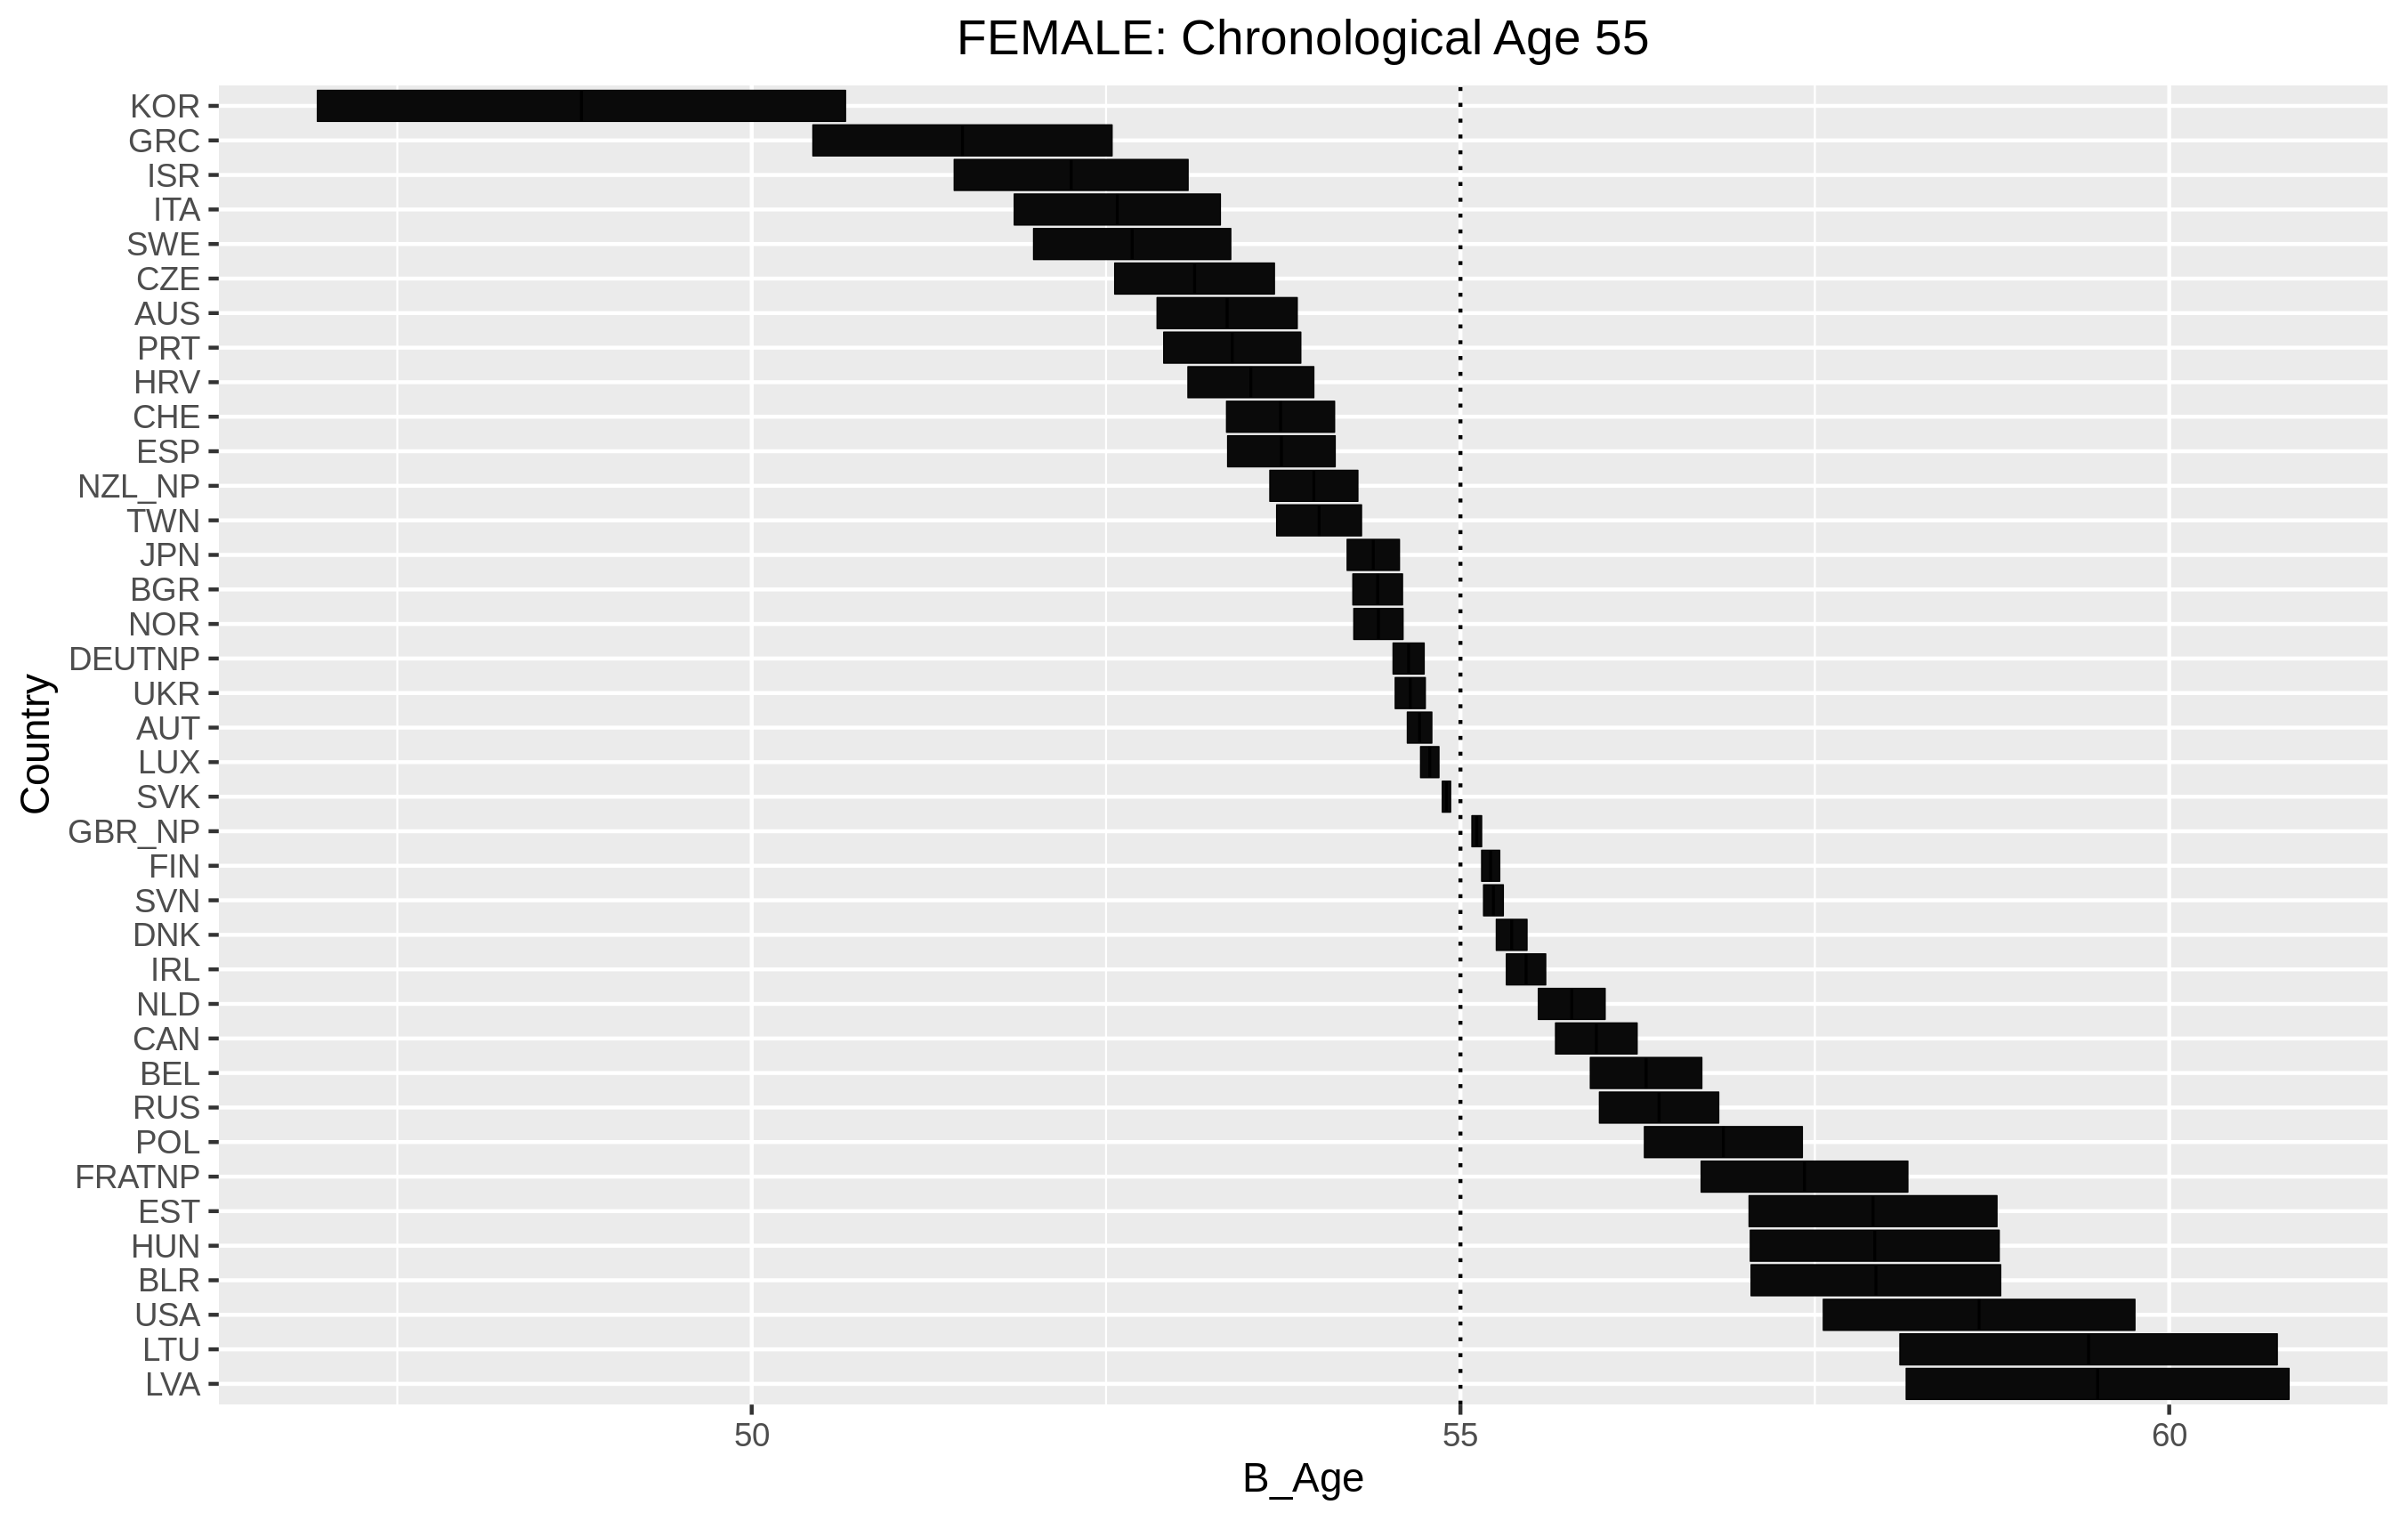 FEMALE: Chronological Age 55
KOR
GRC
ISR
ITA
SWE
CZE
AUS
PRT
HRV
CHE
ESP
NZL_NP
TWN
JPN
BGR
NOR
DEUTNP
UKR
AUT
LUX
SVK
GBR_NP
FIN
SVN
DNK
IRL
NLD
CAN
BEL
RUS
POL
FRATNP
EST
HUN
BLR
USA
LTU
LVA
Country
50 55 60
B_Age